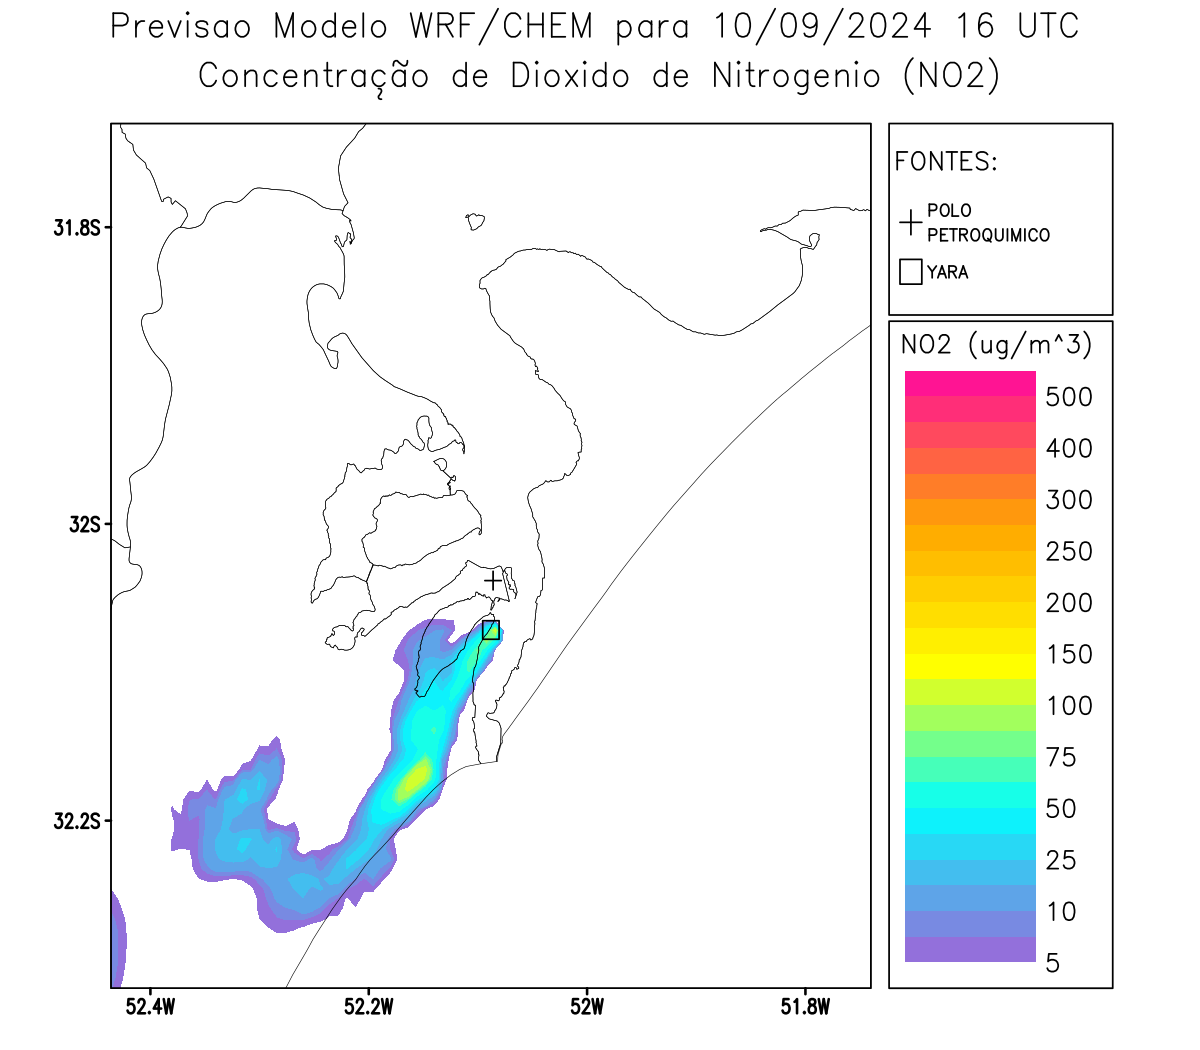 Previsao Modelo WRF/CHEM para 10/09/2024 16 UTC
Concentração de Dioxido de Nitrogenio (NO2)
FONTES:
POLO
PETROQUIMICO
YARA
NO2 (ug/m^3)
500
400
300
250
200
150
100
75
50
25
10
5
31.8S
32S
32.2S
52.4W
52.2W
52W
51.8W